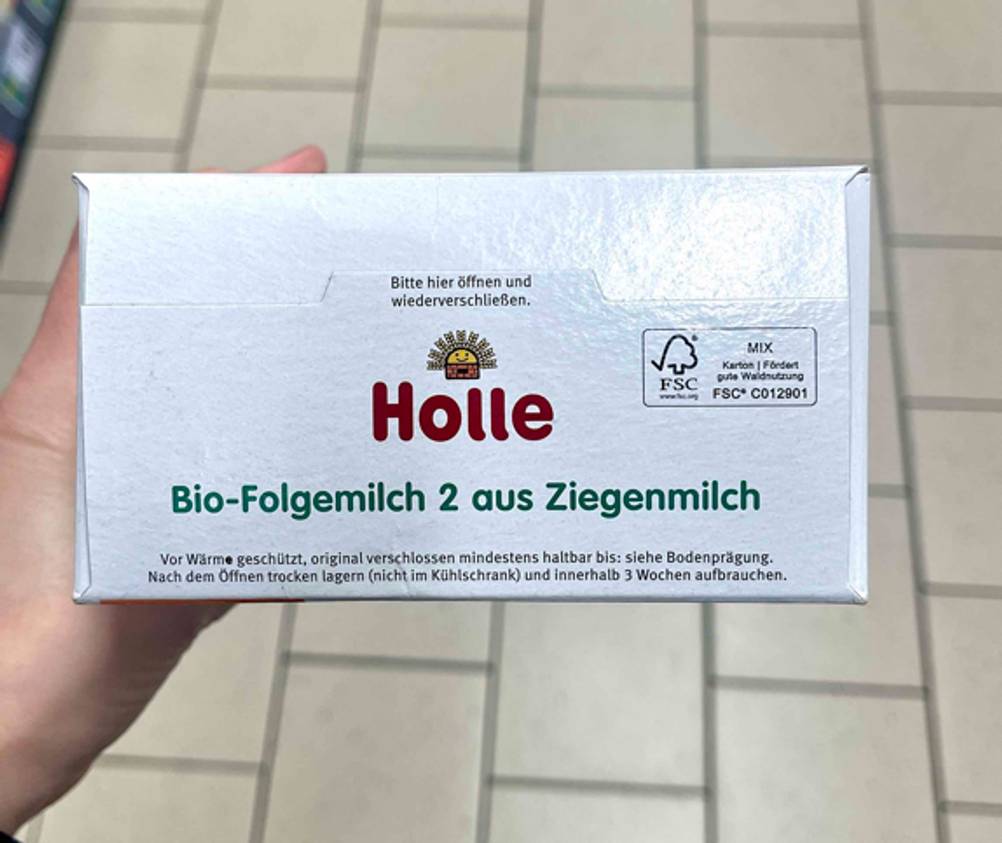 Bitte hier öffnen und
wiederverschließen.
Holle
MIX
Karton | Fördert
gute Waldnutzung
FSC® C012901
FSC
www.fsc.org
Bio-Folgemilch 2 aus Ziegenmilch
Vor Wärme geschützt, original verschlossen mindestens haltbar bis: siehe Bodenprägung.
Nach dem Öffnen trocken lagern (nicht im Kühlschrank) und innerhalb 3 Wochen aufbrauchen.